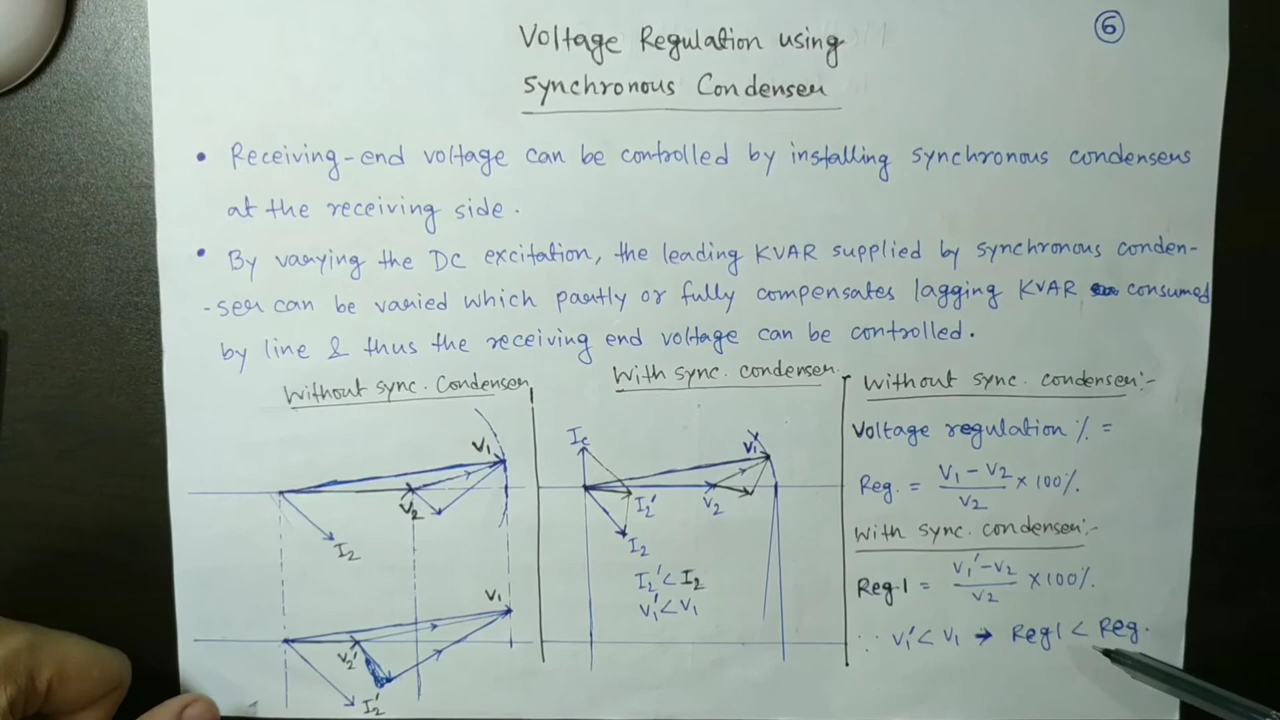 6
Voltage Regulation using
Synchronous Condenser
• Receiving-end voltage can be controlled by installing synchronous condensers
at the receiving side.
• By varying the DC excitation, the leading KVAR supplied by synchronous conden-
-ser can be varied which partly or fully compensates lagging KVAR consumed
by line & thus the receiving end voltage can be controlled.
Without sync. Condenser
V1
V2
I2
V1
V2'
I2'
With sync. condenser
Ic
V1'
I2'
V2
I2
I2' < I2
V1' < V1
Without sync. condenser:-
Voltage regulation % =
Reg. = V1 - V2 / V2 × 100%.
With sync. condenser:-
Reg1 = V1' - V2 / V2 × 100%.
∴ V1' < V1 → Reg1 < Reg.